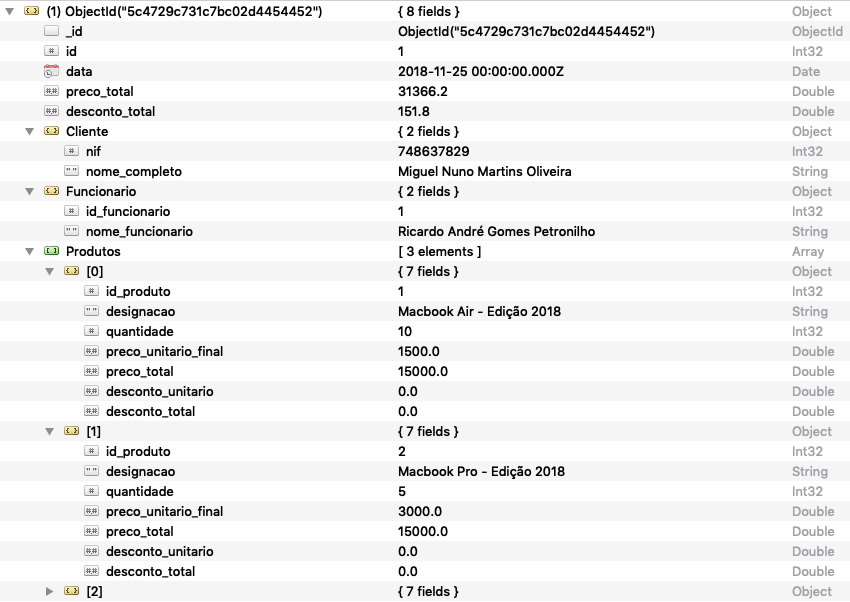 (1) ObjectId("5c4729c731c7bc02d4454452") { 8 fields } Object
_id ObjectId("5c4729c731c7bc02d4454452") ObjectId
# id 1 Int32
data 2018-11-25 00:00:00.000Z Date
## preco_total 31366.2 Double
## desconto_total 151.8 Double
Cliente { 2 fields } Object
# nif 748637829 Int32
"" nome_completo Miguel Nuno Martins Oliveira String
Funcionario { 2 fields } Object
# id_funcionario 1 Int32
"" nome_funcionario Ricardo André Gomes Petronilho String
Produtos [ 3 elements ] Array
[0] { 7 fields } Object
# id_produto 1 Int32
"" designacao Macbook Air - Edição 2018 String
# quantidade 10 Int32
## preco_unitario_final 1500.0 Double
## preco_total 15000.0 Double
## desconto_unitario 0.0 Double
## desconto_total 0.0 Double
[1] { 7 fields } Object
# id_produto 2 Int32
"" designacao Macbook Pro - Edição 2018 String
# quantidade 5 Int32
## preco_unitario_final 3000.0 Double
## preco_total 15000.0 Double
## desconto_unitario 0.0 Double
## desconto_total 0.0 Double
[2] { 7 fields } Object